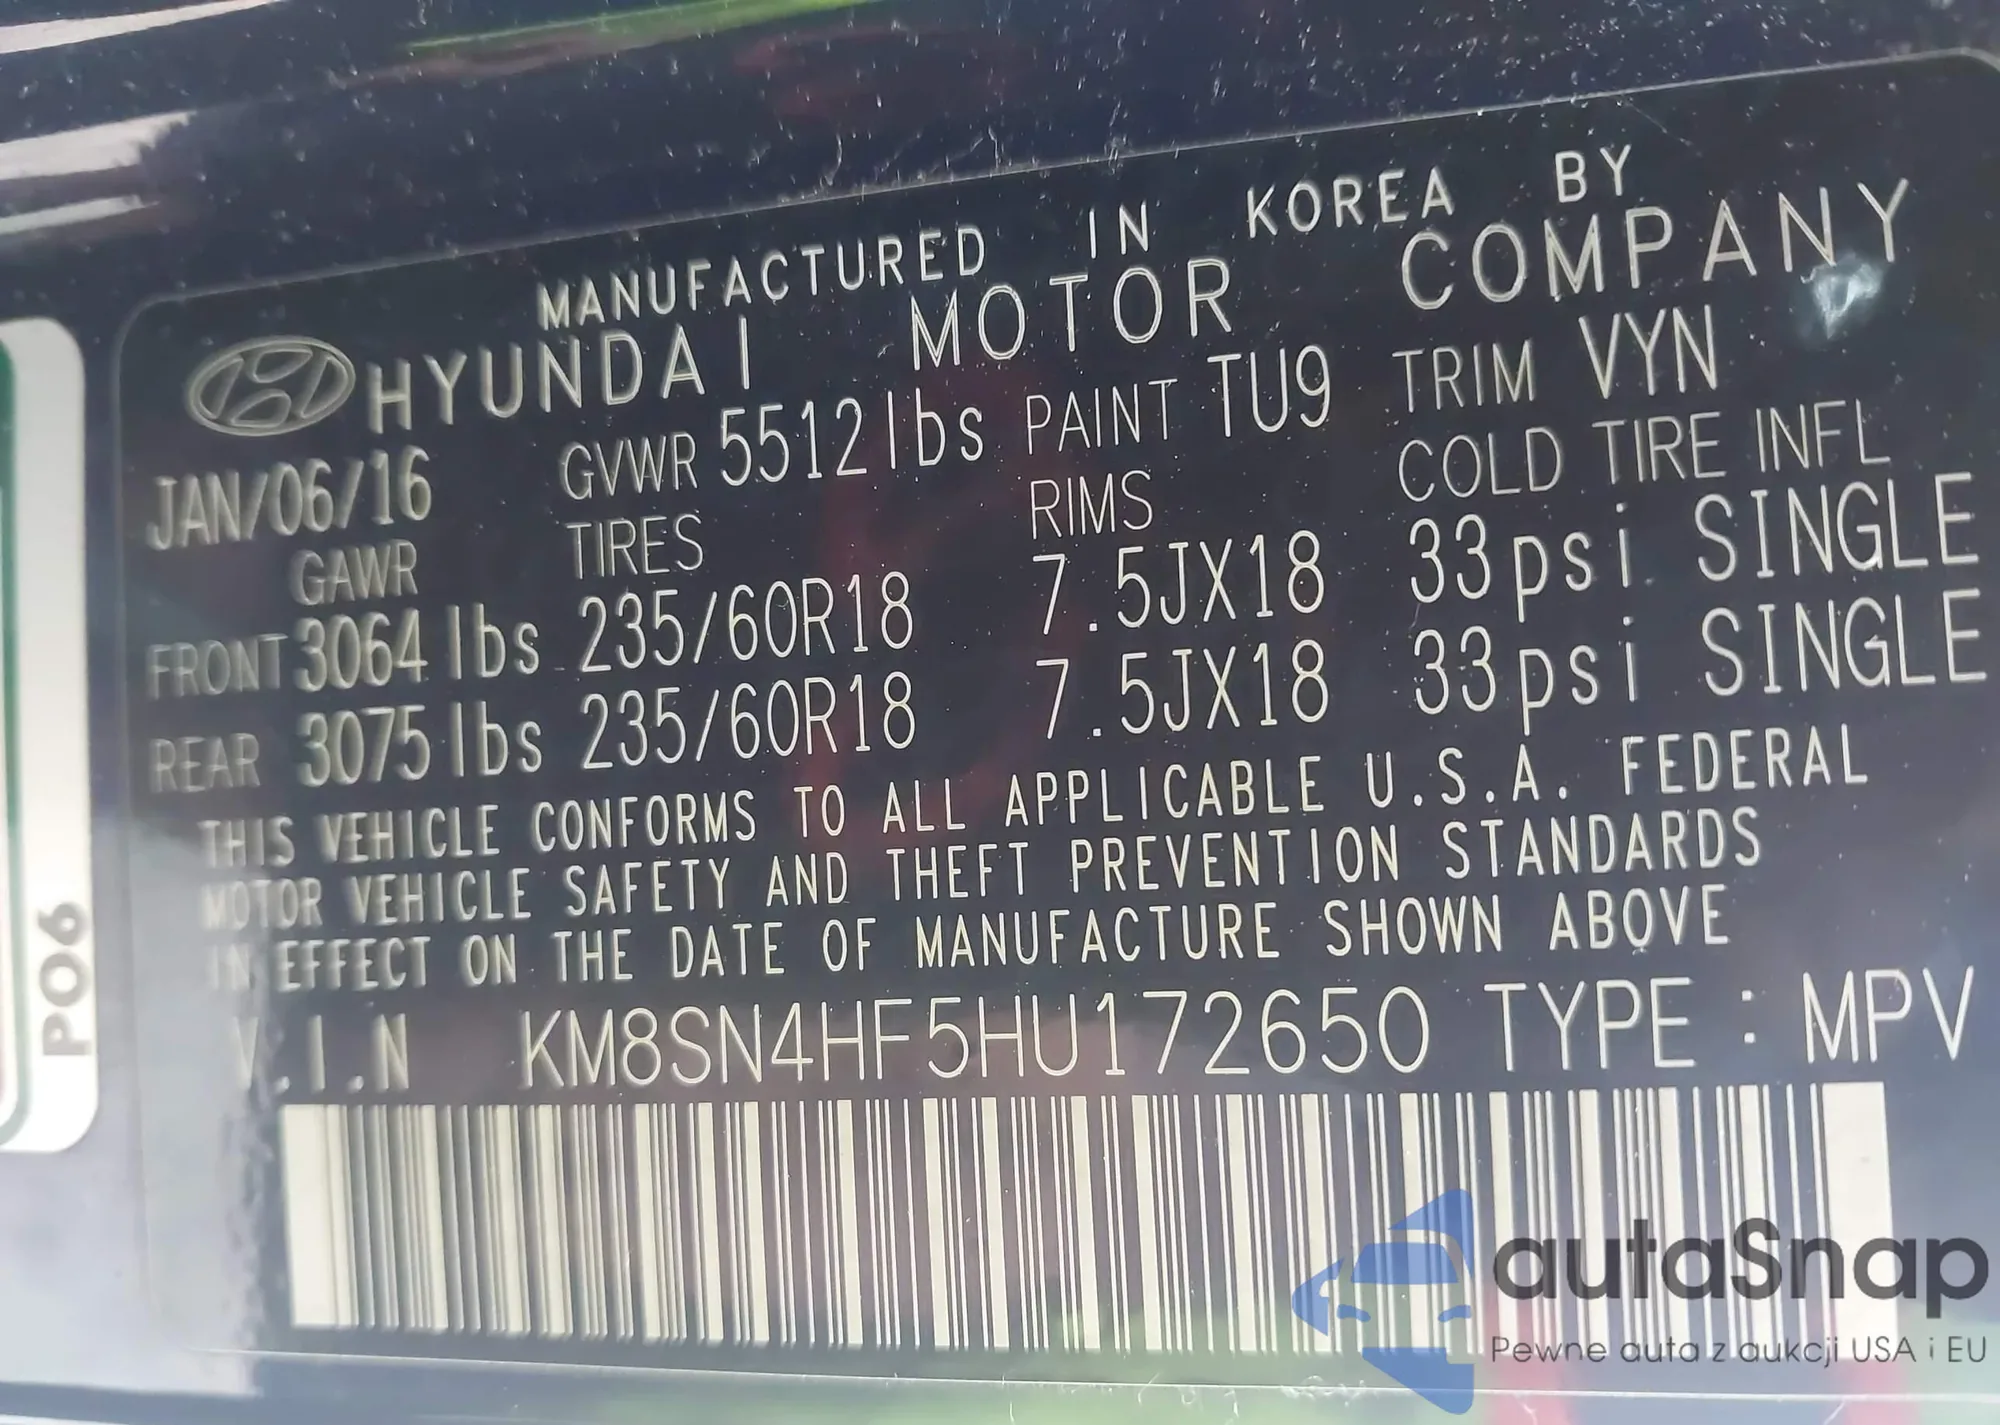 MANUFACTURED IN KOREA BY
HYUNDAI MOTOR COMPANY
JAN/06/16 GVWR 5512lbs PAINT TU9 TRIM VYN
GAWR TIRES RIMS COLD TIRE INFL
FRONT 3064 lbs 235/60R18 7.5JX18 33psi SINGLE
REAR 3075 lbs 235/60R18 7.5JX18 33psi SINGLE
THIS VEHICLE CONFORMS TO ALL APPLICABLE U.S.A. FEDERAL
MOTOR VEHICLE SAFETY AND THEFT PREVENTION STANDARDS
IN EFFECT ON THE DATE OF MANUFACTURE SHOWN ABOVE
V.I.N KM8SN4HF5HU172650 TYPE : MPV
PO6
autaSnap
Pewne auta z aukcji USA i EU